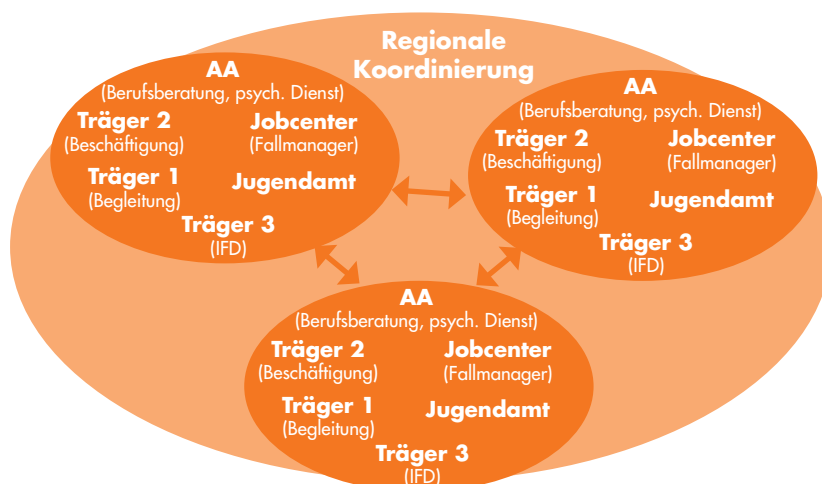 Regionale
Koordinierung
AA
(Berufsberatung, psych. Dienst)
Träger 2
(Beschäftigung)
Jobcenter
(Fallmanager)
Träger 1
(Begleitung)
Jugendamt
Träger 3
(IFD)
AA
(Berufsberatung, psych. Dienst)
Träger 2
(Beschäftigung)
Jobcenter
(Fallmanager)
Träger 1
(Begleitung)
Jugendamt
Träger 3
(IFD)
AA
(Berufsberatung, psych. Dienst)
Träger 2
(Beschäftigung)
Jobcenter
(Fallmanager)
Träger 1
(Begleitung)
Jugendamt
Träger 3
(IFD)